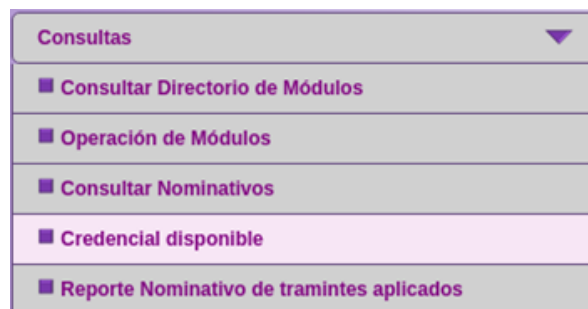 Consultas
Consultar Directorio de Módulos
Operación de Módulos
Consultar Nominativos
Credencial disponible
Reporte Nominativo de tramintes aplicados